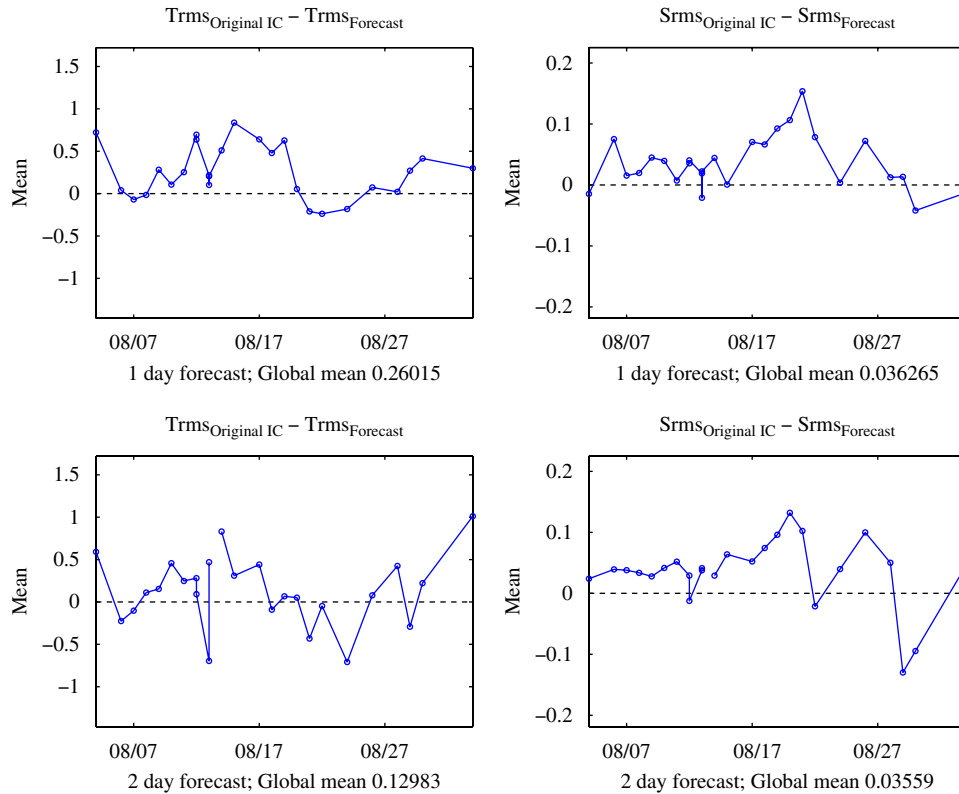 Trms_Original IC − Trms_Forecast
1.5
1
0.5
0
−0.5
−1
Mean
08/07 08/17 08/27
1 day forecast; Global mean 0.26015
Srms_Original IC − Srms_Forecast
0.2
0.1
0
−0.1
−0.2
Mean
08/07 08/17 08/27
1 day forecast; Global mean 0.036265
Trms_Original IC − Trms_Forecast
1.5
1
0.5
0
−0.5
−1
Mean
08/07 08/17 08/27
2 day forecast; Global mean 0.12983
Srms_Original IC − Srms_Forecast
0.2
0.1
0
−0.1
−0.2
Mean
08/07 08/17 08/27
2 day forecast; Global mean 0.03559